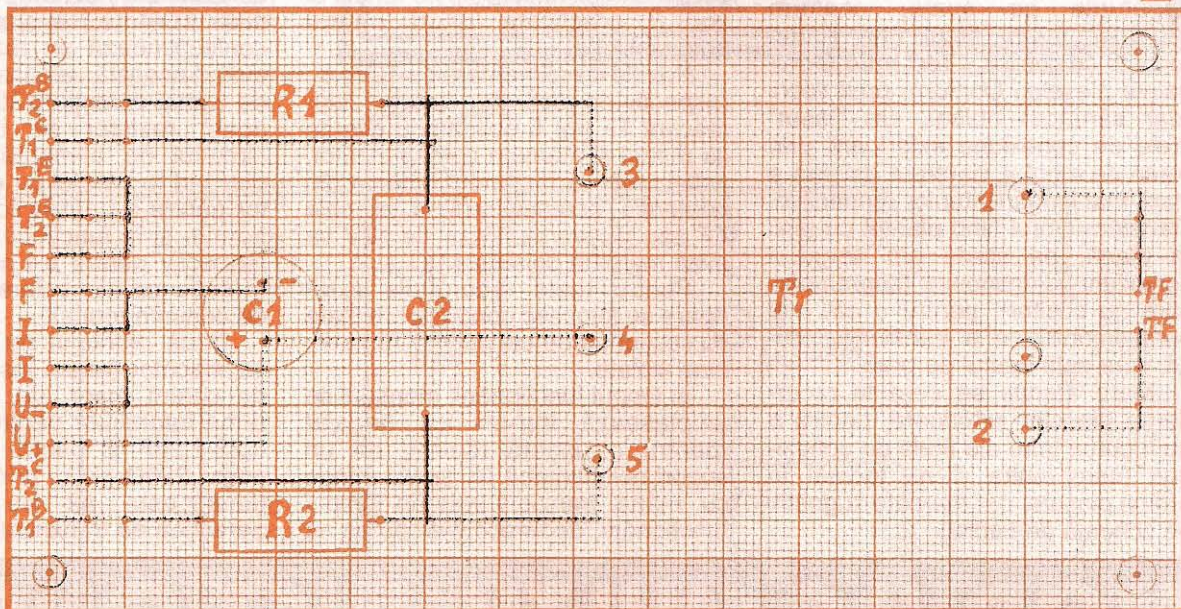 T₂ᴮ
T₁ᶜ
T₁ᴱ
T₂ᴱ
F
F
I
I
U-
U+
T₂ᶜ
T₁ᴮ
R1
C1
-
+
C2
R2
3
4
5
Tr
1
2
TF
TF